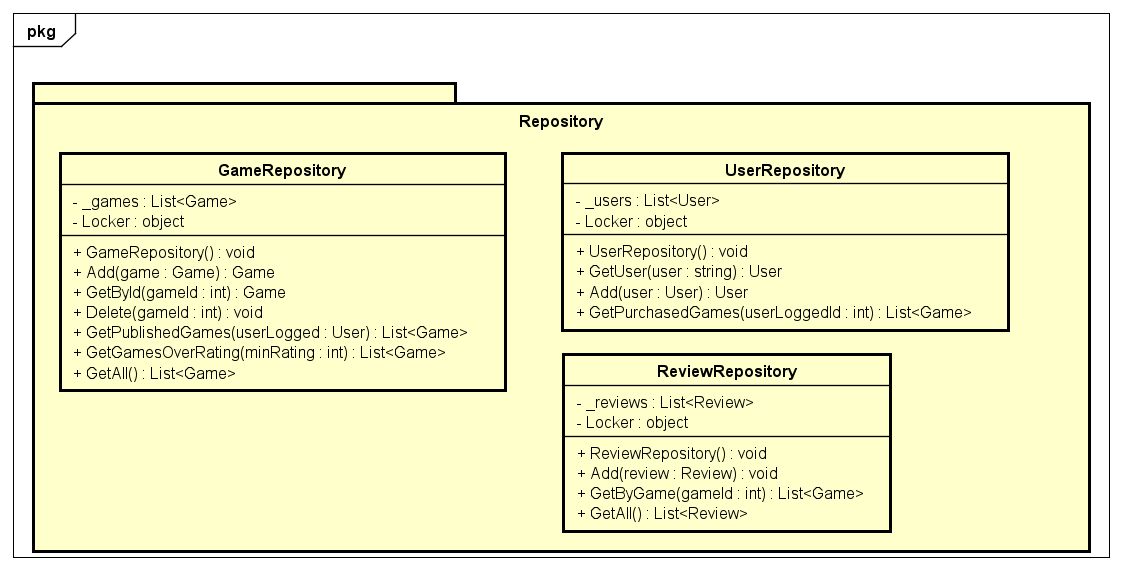 pkg
Repository
GameRepository
- _games : List<Game>
- Locker : object
+ GameRepository() : void
+ Add(game : Game) : Game
+ GetById(gameId : int) : Game
+ Delete(gameId : int) : void
+ GetPublishedGames(userLogged : User) : List<Game>
+ GetGamesOverRating(minRating : int) : List<Game>
+ GetAll() : List<Game>
UserRepository
- _users : List<User>
- Locker : object
+ UserRepository() : void
+ GetUser(user : string) : User
+ Add(user : User) : User
+ GetPurchasedGames(userLoggedId : int) : List<Game>
ReviewRepository
- _reviews : List<Review>
- Locker : object
+ ReviewRepository() : void
+ Add(review : Review) : void
+ GetByGame(gameId : int) : List<Game>
+ GetAll() : List<Review>